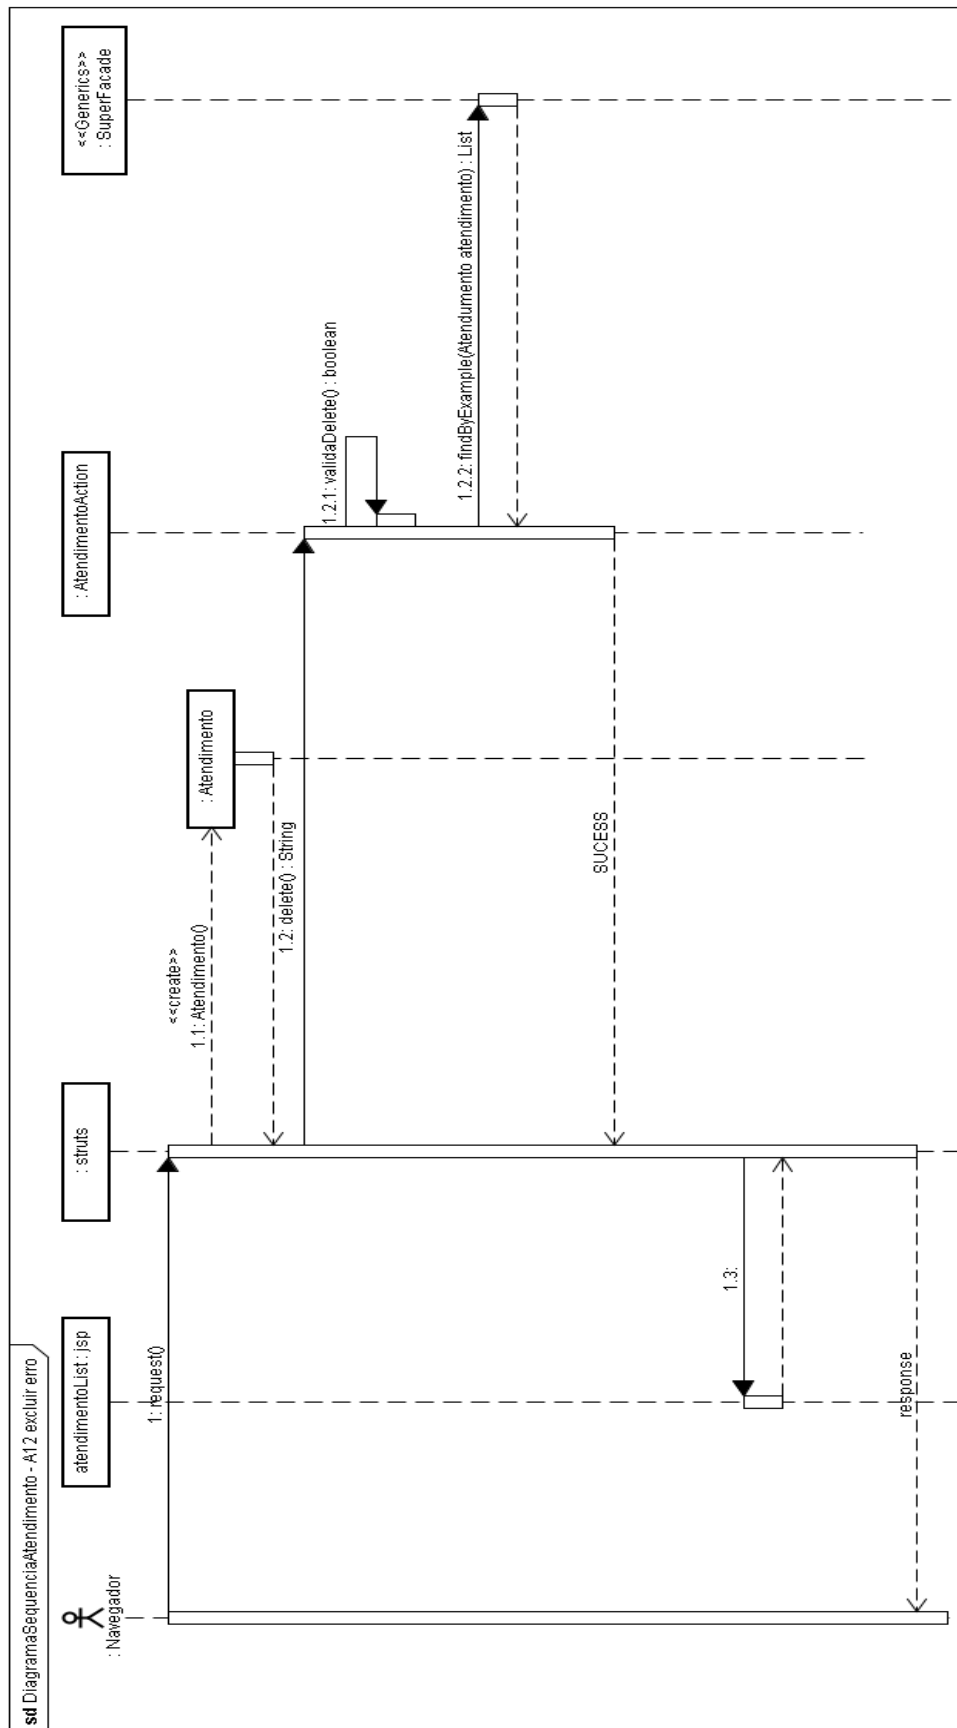 sd DiagramaSequenciaAtendimento - A12 excluir erro
: Navegador
atendimentoList : jsp
: struts
: Atendimento
: AtendimentoAction
<<Generics>>
: SuperFacade
1: request()
<<create>>
1.1: Atendimento()
1.2: delete() : String
1.2.1: validaDelete() : boolean
1.2.2: findByExample(Atendumento atendimento) : List
SUCESS
1.3:
response